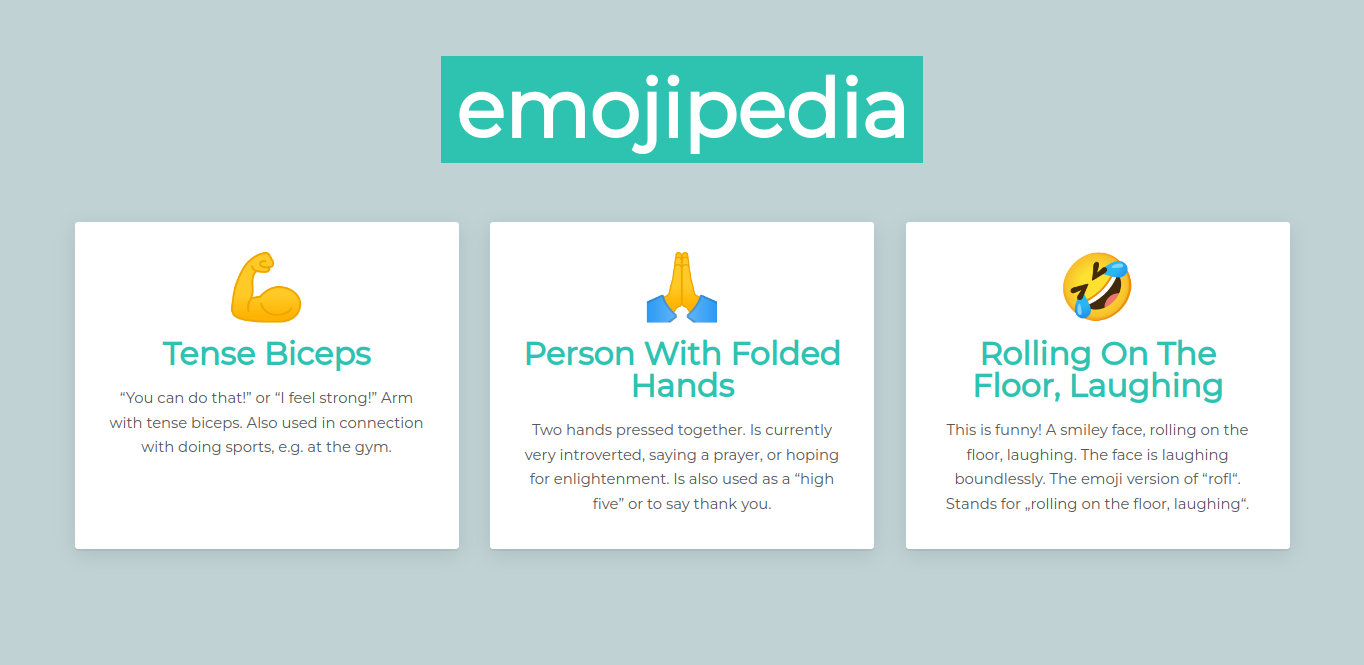 emojipedia
Tense Biceps
“You can do that!” or “I feel strong!” Arm
with tense biceps. Also used in connection
with doing sports, e.g. at the gym.
Person With Folded
Hands
Two hands pressed together. Is currently
very introverted, saying a prayer, or hoping
for enlightenment. Is also used as a “high
five” or to say thank you.
Rolling On The
Floor, Laughing
This is funny! A smiley face, rolling on the
floor, laughing. The face is laughing
boundlessly. The emoji version of “rofl“.
Stands for „rolling on the floor, laughing“.